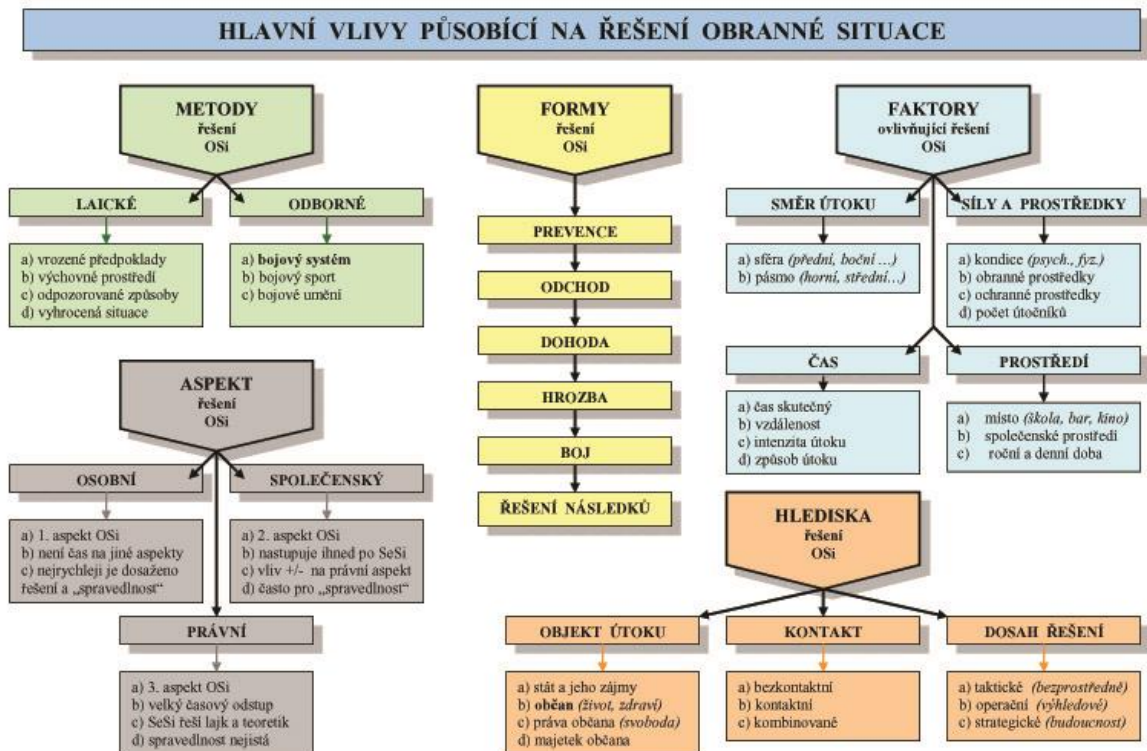 HLAVNÍ VLIVY PŮSOBÍCÍ NA ŘEŠENÍ OBRANNÉ SITUACE
METODY
řešení
OSi
LAICKÉ
a) vrozené předpoklady
b) výchovné prostředí
c) odpozorované způsoby
d) vyhrocená situace
ODBORNÉ
a) bojový systém
b) bojový sport
c) bojové umění
FORMY
řešení
OSi
PREVENCE
ODCHOD
DOHODA
HROZBA
BOJ
ŘEŠENÍ NÁSLEDKŮ
FAKTORY
ovlivňující řešení
OSi
SMĚR ÚTOKU
a) sféra (přední, boční ...)
b) pásmo (horní, střední...)
SÍLY A PROSTŘEDKY
a) kondice (psych., fyz.)
b) obranné prostředky
c) ochranné prostředky
d) počet útočníků
ČAS
a) čas skutečný
b) vzdálenost
c) intenzita útoku
d) způsob útoku
PROSTŘEDÍ
a) místo (škola, bar, kino)
b) společenské prostředí
c) roční a denní doba
ASPEKT
řešení
OSi
OSOBNÍ
a) 1. aspekt OSi
b) není čas na jiné aspekty
c) nejrychleji je dosaženo
řešení a „spravedlnost“
SPOLEČENSKÝ
a) 2. aspekt OSi
b) nastupuje ihned po SeSi
c) vliv +/- na právní aspekt
d) často pro „spravedlnost“
PRÁVNÍ
a) 3. aspekt OSi
b) velký časový odstup
c) SeSi řeší lajk a teoretik
d) spravedlnost nejistá
HLEDISKA
řešení
OSi
OBJEKT ÚTOKU
a) stát a jeho zájmy
b) občan (život, zdraví)
c) práva občana (svoboda)
d) majetek občana
KONTAKT
a) bezkontaktní
b) kontaktní
c) kombinované
DOSAH ŘEŠENÍ
a) taktické (bezprostředně)
b) operační (výhledové)
c) strategické (budoucnost)